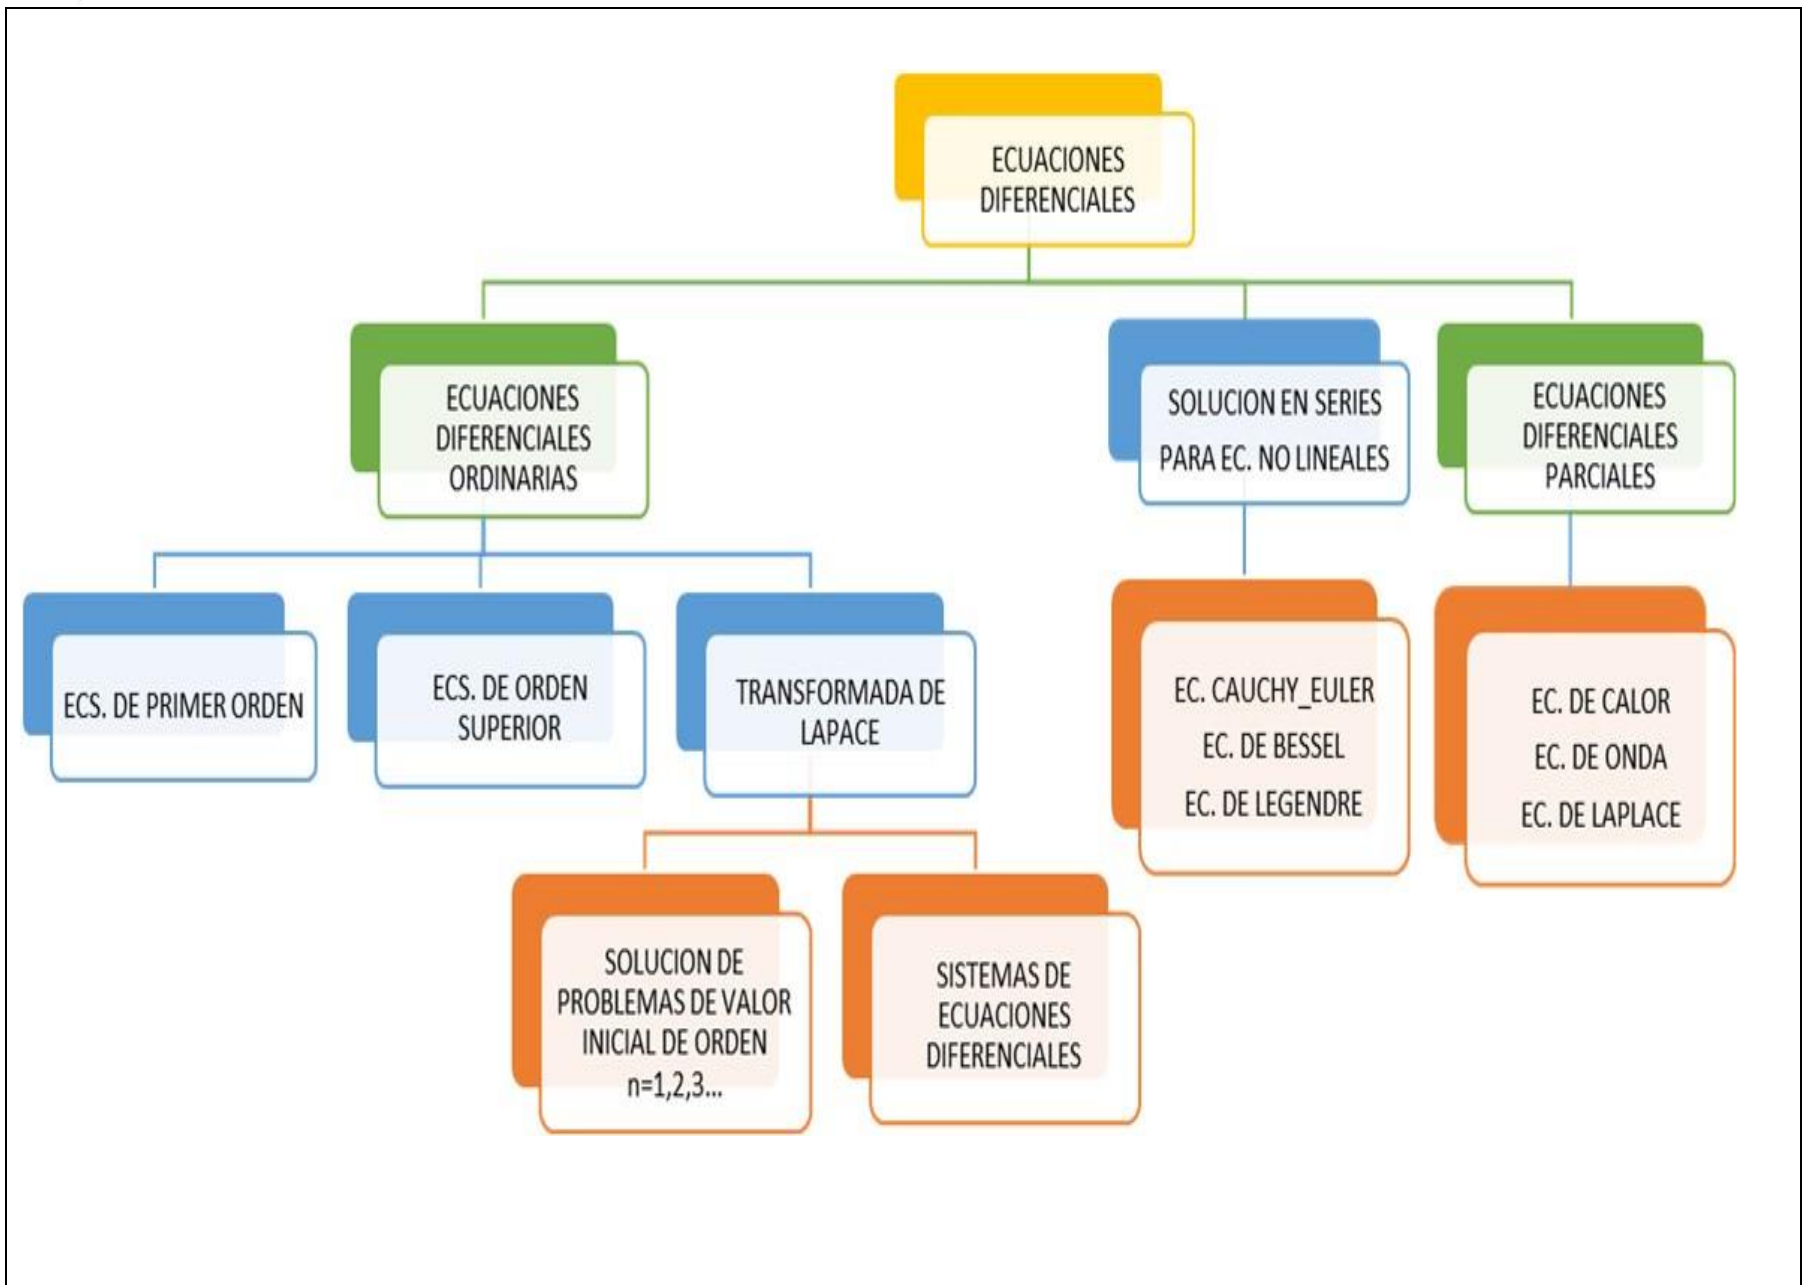 ECUACIONES
DIFERENCIALES
ECUACIONES
DIFERENCIALES
ORDINARIAS
SOLUCION EN SERIES
PARA EC. NO LINEALES
ECUACIONES
DIFERENCIALES
PARCIALES
ECS. DE PRIMER ORDEN
ECS. DE ORDEN
SUPERIOR
TRANSFORMADA DE
LAPACE
EC. CAUCHY_EULER
EC. DE BESSEL
EC. DE LEGENDRE
EC. DE CALOR
EC. DE ONDA
EC. DE LAPLACE
SOLUCION DE
PROBLEMAS DE VALOR
INICIAL DE ORDEN
n=1,2,3...
SISTEMAS DE
ECUACIONES
DIFERENCIALES